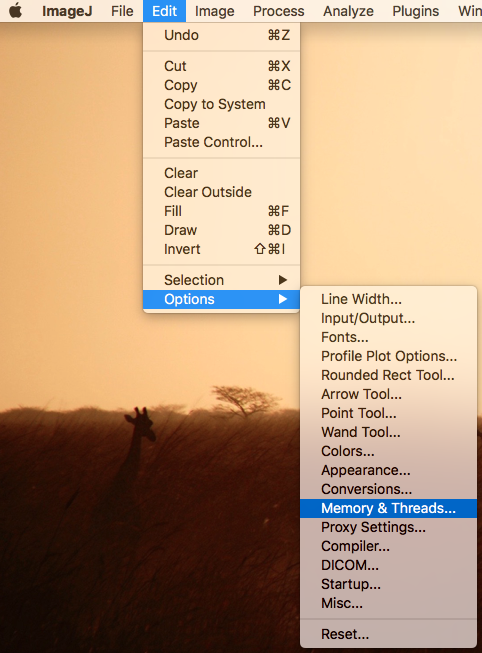 ImageJ File Edit Image Process Analyze Plugins Win
Undo ⌘Z
Cut ⌘X
Copy ⌘C
Copy to System
Paste ⌘V
Paste Control...
Clear
Clear Outside
Fill ⌘F
Draw ⌘D
Invert ⇧⌘I
Selection ▶
Options ▶
Line Width...
Input/Output...
Fonts...
Profile Plot Options...
Rounded Rect Tool...
Arrow Tool...
Point Tool...
Wand Tool...
Colors...
Appearance...
Conversions...
Memory & Threads...
Proxy Settings...
Compiler...
DICOM...
Startup...
Misc...
Reset...